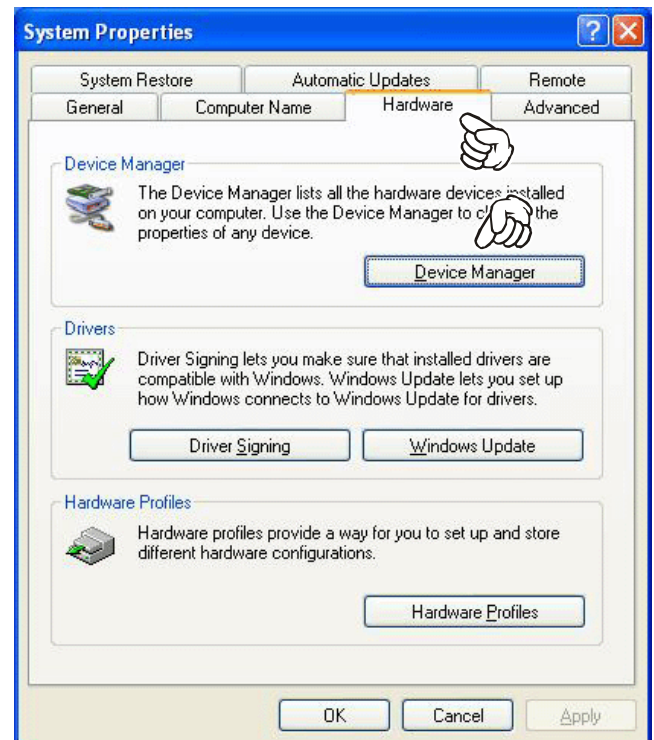 System Properties
System Restore Automatic Updates Remote
General Computer Name Hardware Advanced
Device Manager
The Device Manager lists all the hardware devices installed
on your computer. Use the Device Manager to the
properties of any device.
Device Manager
Drivers
Driver Signing lets you make sure that installed drivers are
compatible with Windows. Windows Update lets you set up
how Windows connects to Windows Update for drivers.
Driver Signing Windows Update
Hardware Profiles
Hardware profiles provide a way for you to set up and store
different hardware configurations.
Hardware Profiles
OK Cancel Apply